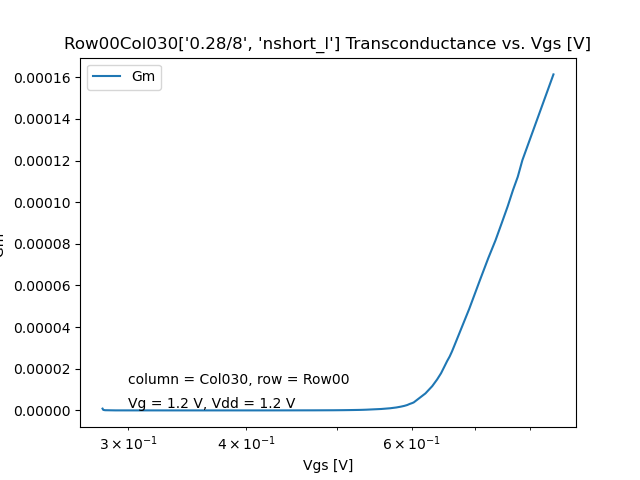 Row00Col030['0.28/8', 'nshort_l'] Transconductance vs. Vgs [V]
Gm
0.00016
0.00014
0.00012
0.00010
0.00008
0.00006
0.00004
0.00002
0.00000
column = Col030, row = Row00
Vg = 1.2 V, Vdd = 1.2 V
3 × 10⁻¹ 4 × 10⁻¹ 6 × 10⁻¹
Vgs [V]